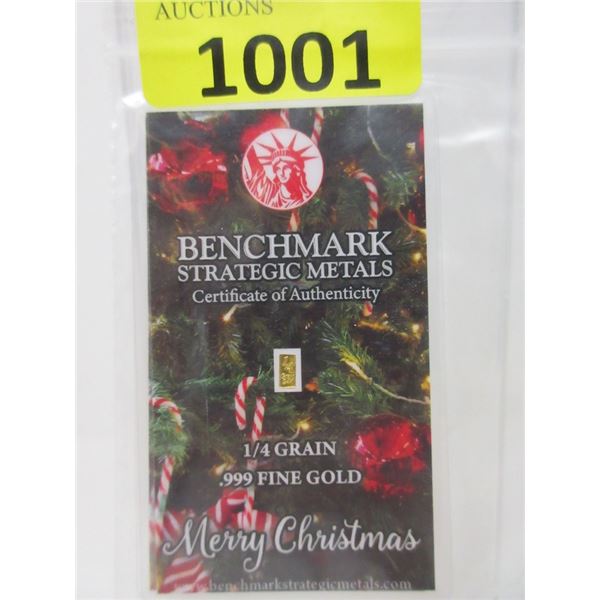 AUCTIONS
1001
BENCHMARK
STRATEGIC METALS
Certificate of Authenticity
1/4 GRAIN
.999 FINE GOLD
Merry Christmas
www.benchmarkstrategicmetals.com